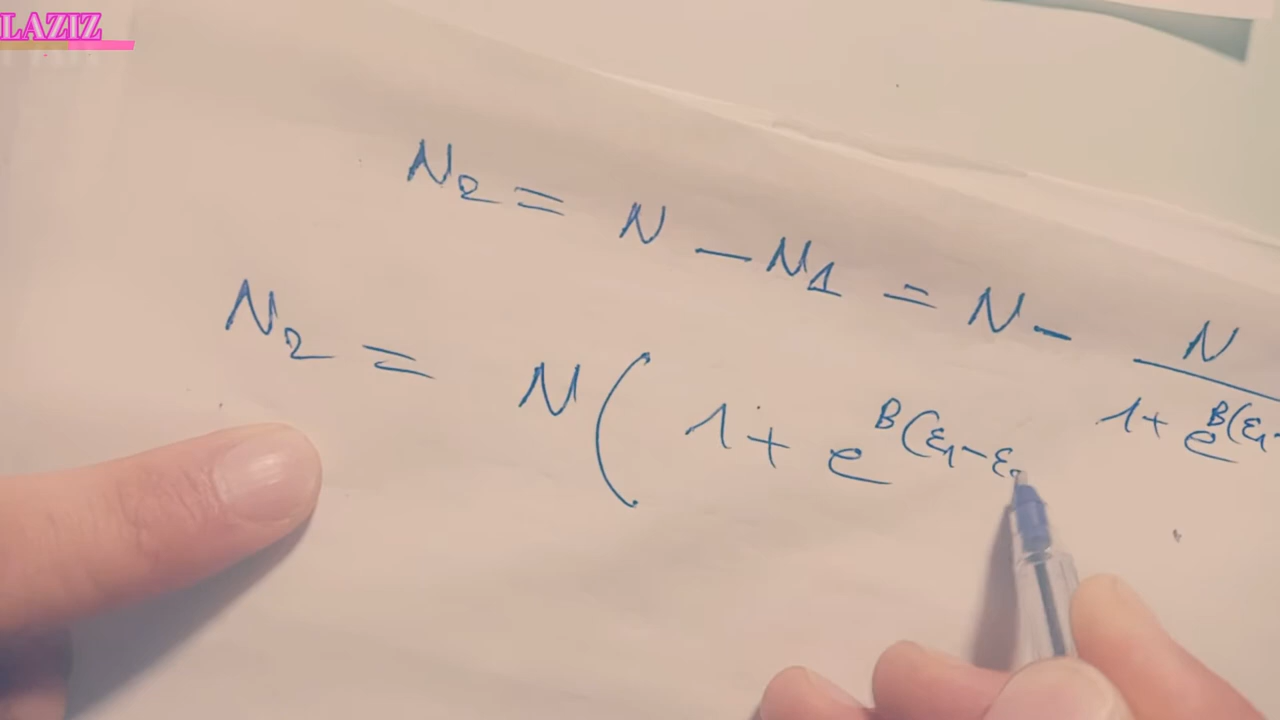 LAZIZ
N₂ = N - N₁ = N - N / (1 + e^B(ε₁-
N₂ = N ( 1 + e^B(ε₁-ε